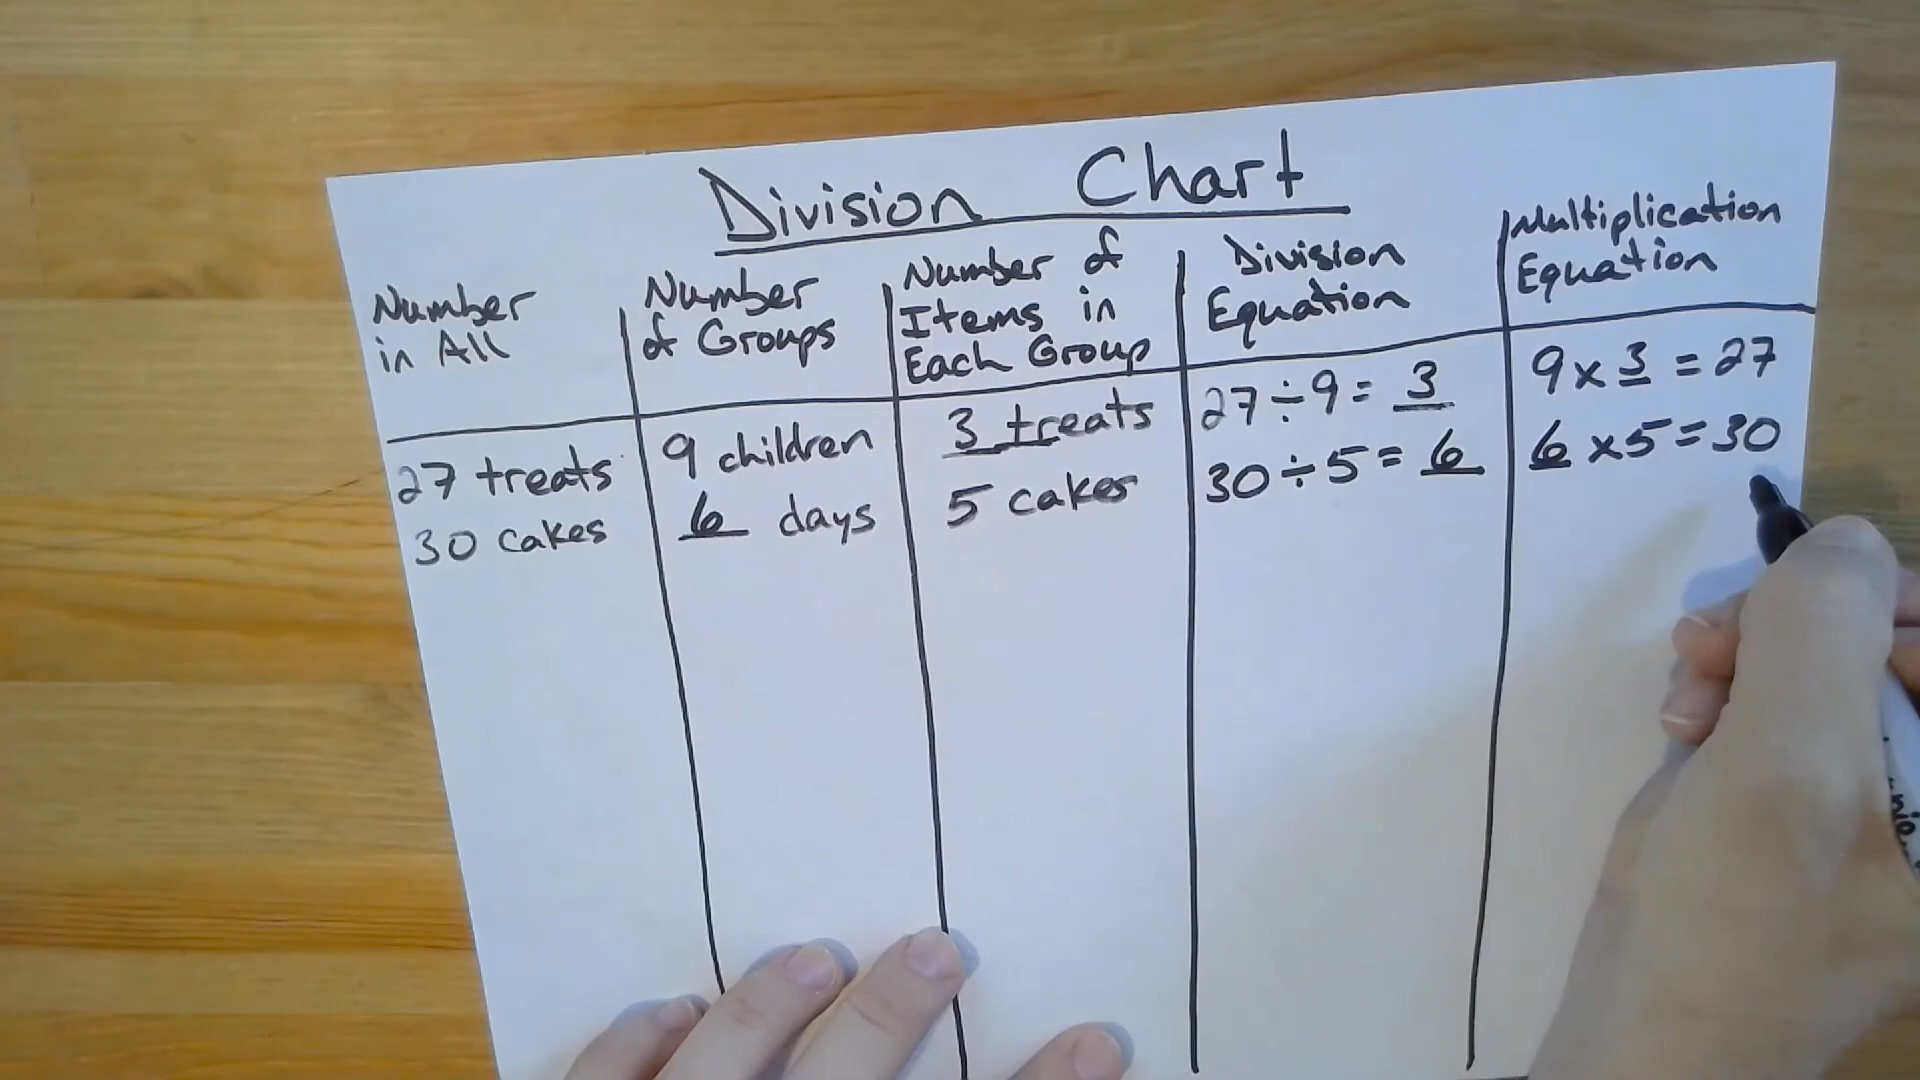 Division Chart
Number
in All
Number
of Groups
Number of
Items in
Each Group
Division
Equation
Multiplication
Equation
27 treats
9 children
3 treats
27 ÷ 9 = 3
9 x 3 = 27
30 cakes
6 days
5 cakes
30 ÷ 5 = 6
6 x 5 = 30